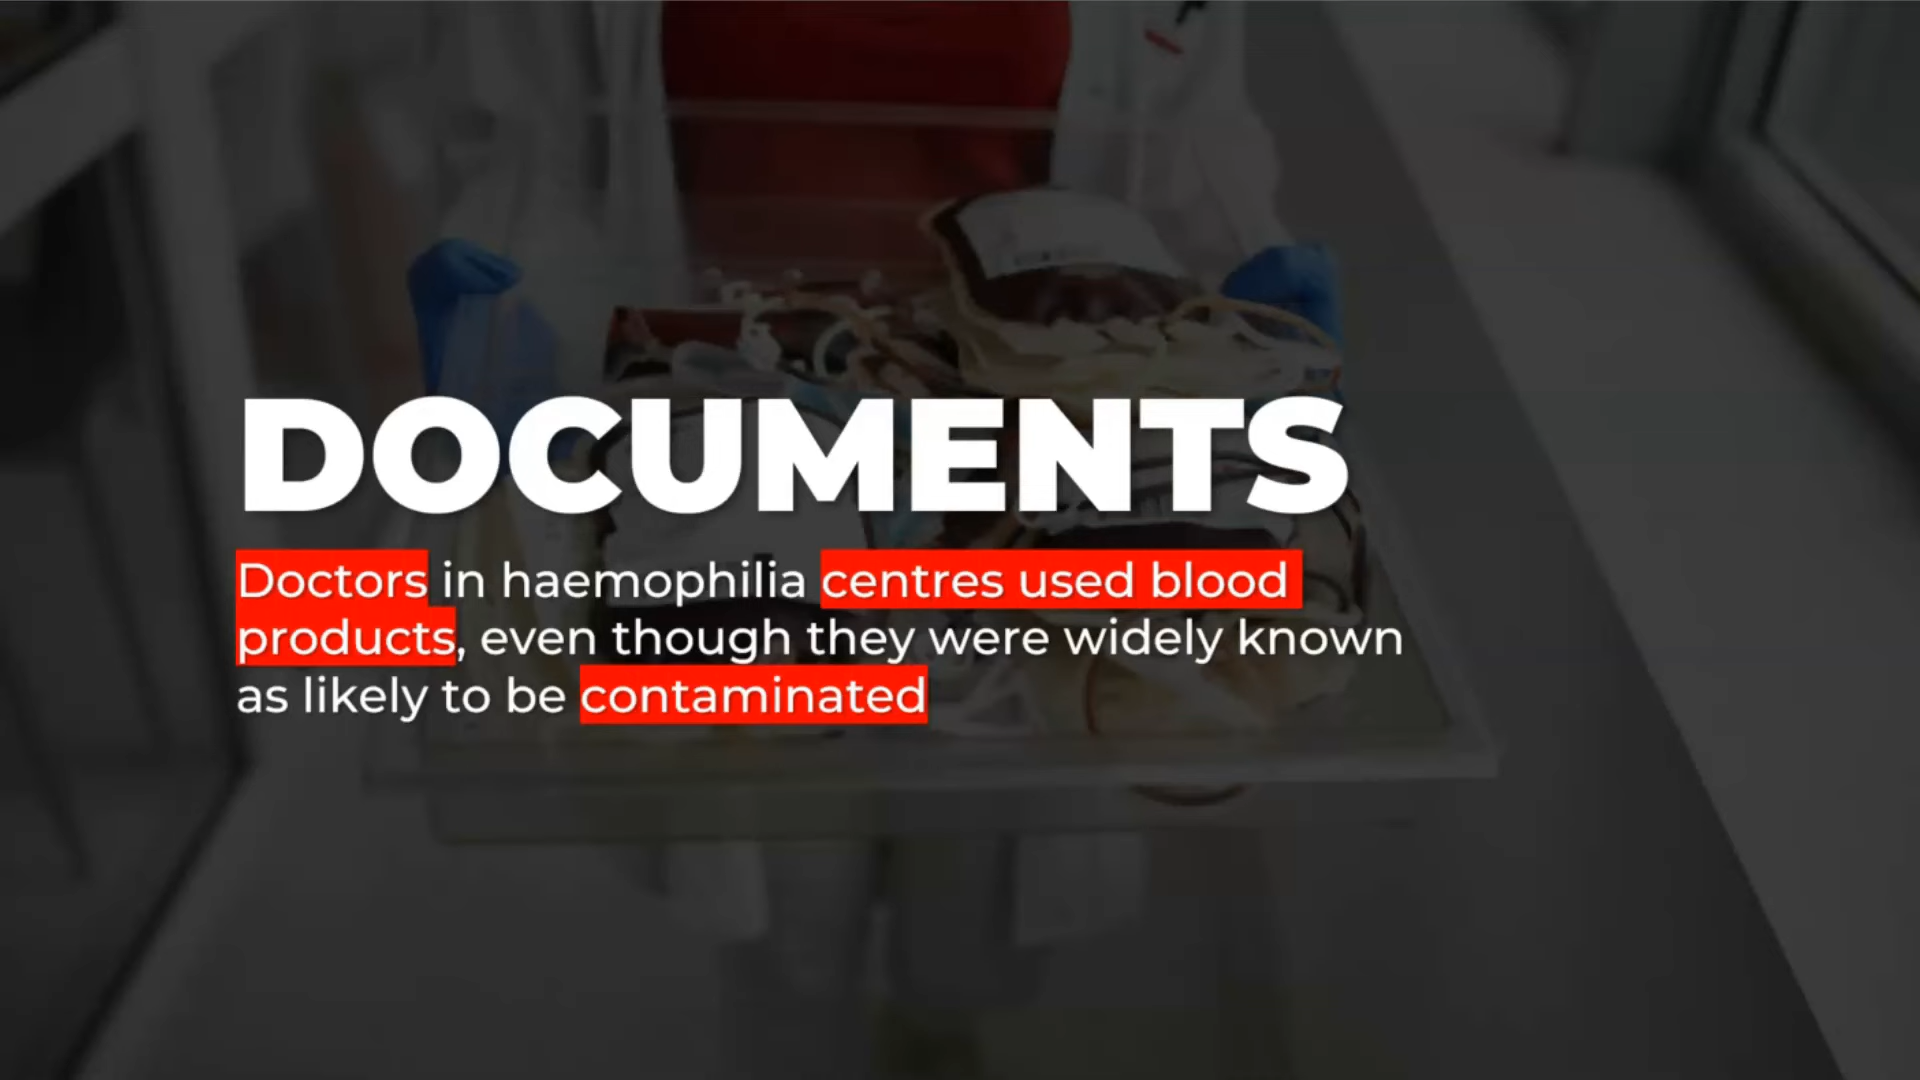 DOCUMENTS
Doctors in haemophilia centres used blood
products, even though they were widely known
as likely to be contaminated